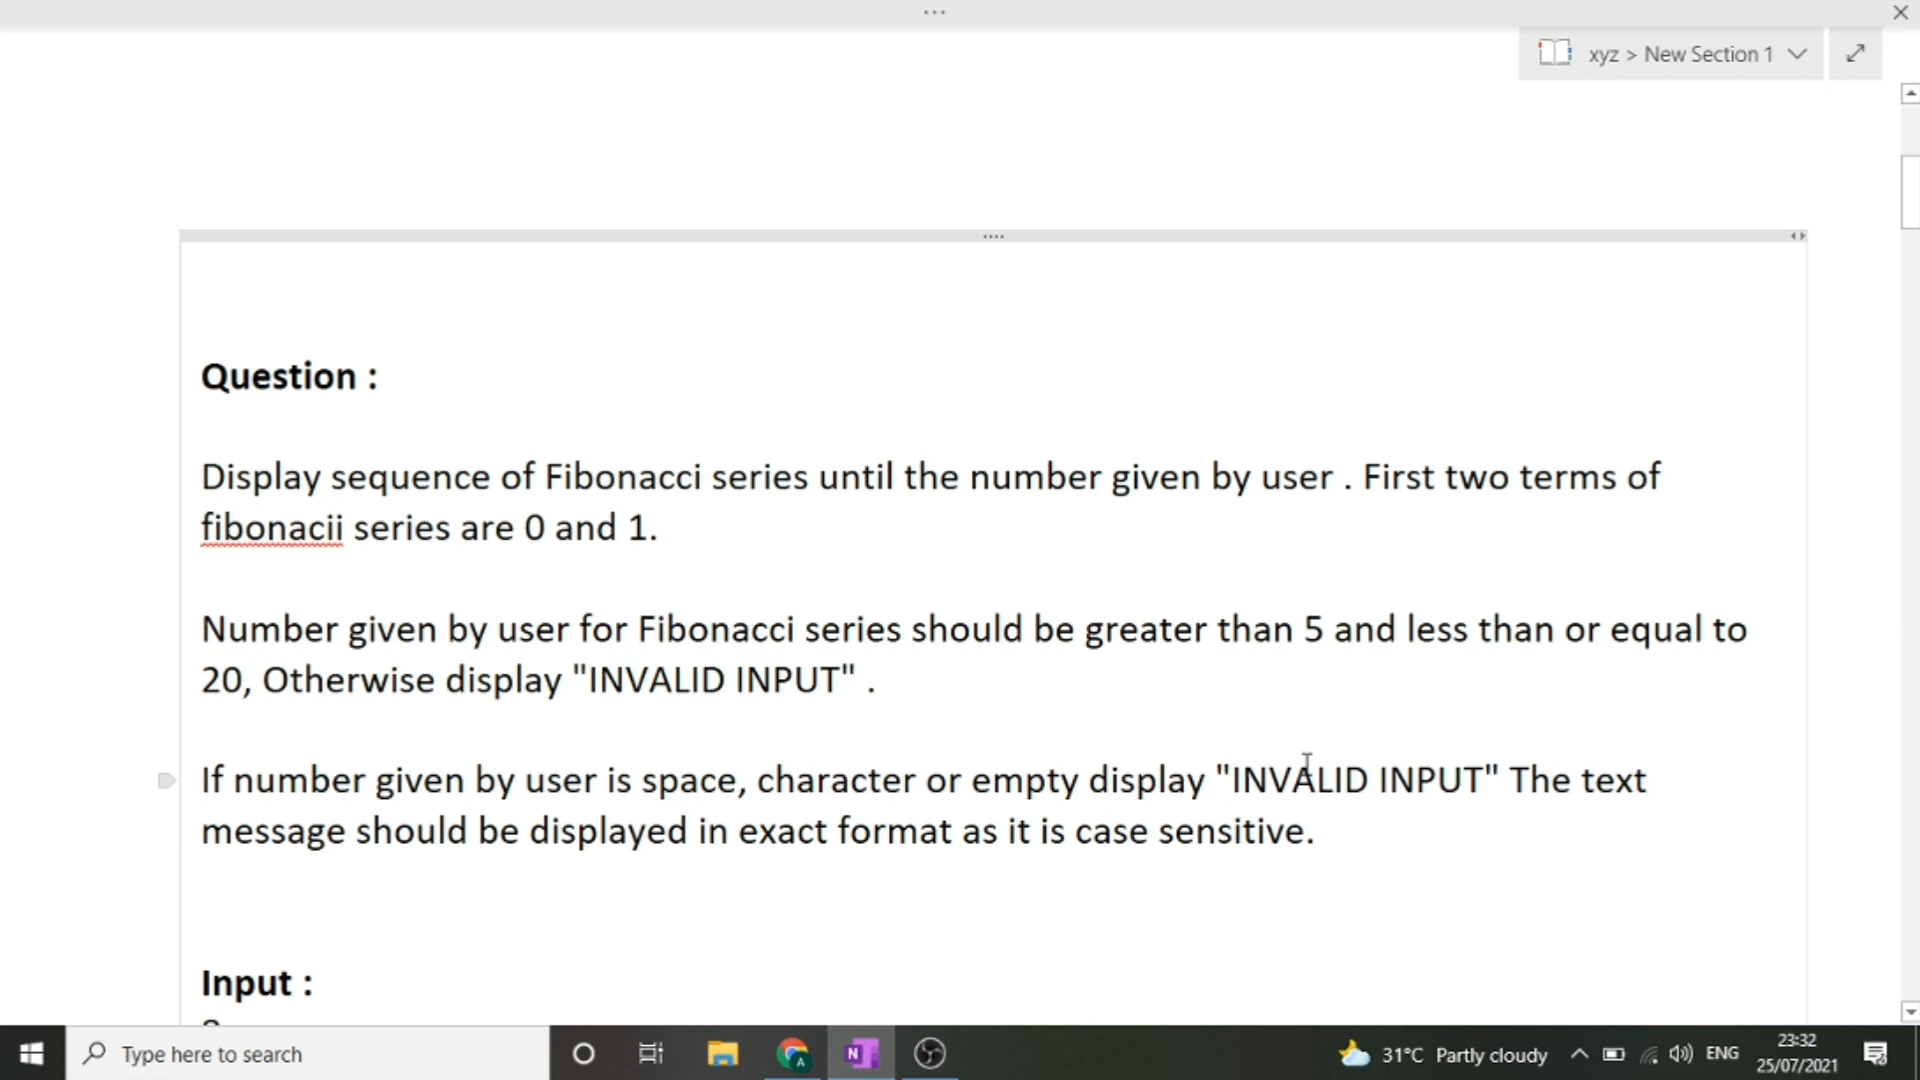 xyz > New Section 1
Question :
Display sequence of Fibonacci series until the number given by user . First two terms of
fibonacii series are 0 and 1.
Number given by user for Fibonacci series should be greater than 5 and less than or equal to
20, Otherwise display "INVALID INPUT" .
If number given by user is space, character or empty display "INVALID INPUT" The text
message should be displayed in exact format as it is case sensitive.
Input :
Type here to search
A
N
31°C Partly cloudy
ENG
23:32
25/07/2021